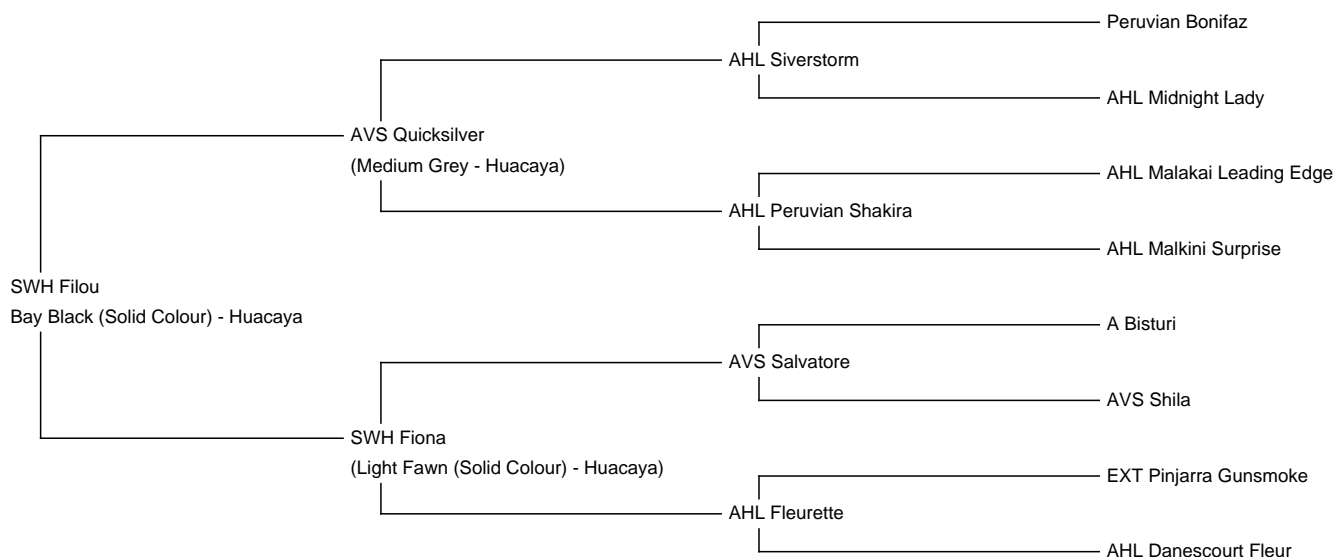 Peruvian Bonifaz
AHL Siverstorm
AHL Midnight Lady
AVS Quicksilver
(Medium Grey - Huacaya)
AHL Malakai Leading Edge
AHL Peruvian Shakira
AHL Malkini Surprise
SWH Filou
Bay Black (Solid Colour) - Huacaya
A Bisturi
AVS Salvatore
AVS Shila
SWH Fiona
(Light Fawn (Solid Colour) - Huacaya)
EXT Pinjarra Gunsmoke
AHL Fleurette
AHL Danescourt Fleur